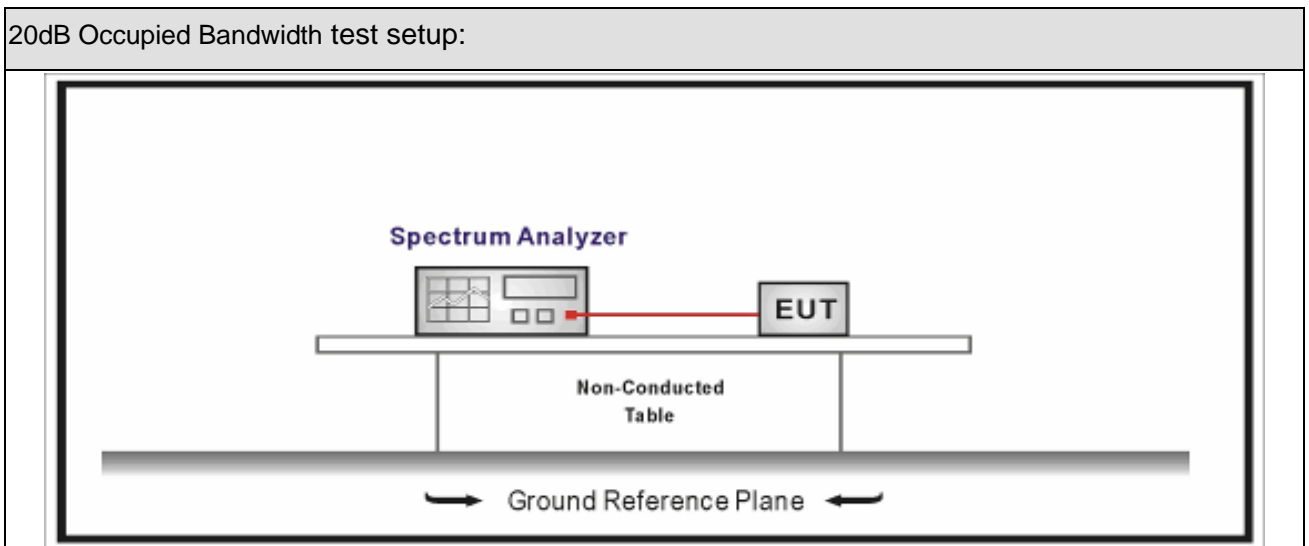 20dB Occupied Bandwidth test setup:
Spectrum Analyzer
EUT
Non-Conducted
Table
Ground Reference Plane